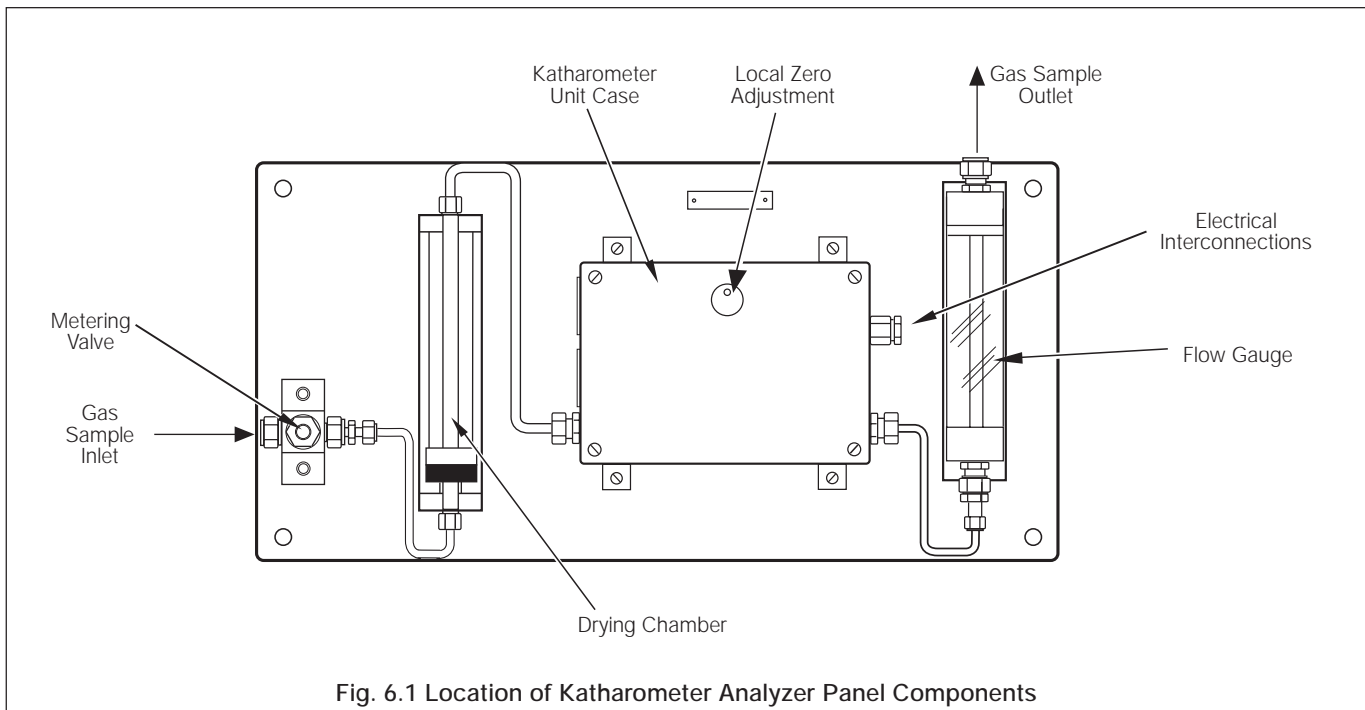 Katharometer
Unit Case
Local Zero
Adjustment
Gas Sample
Outlet
Electrical
Interconnections
Metering
Valve
Flow Gauge
Gas
Sample
Inlet
Drying Chamber
Fig. 6.1 Location of Katharometer Analyzer Panel Components